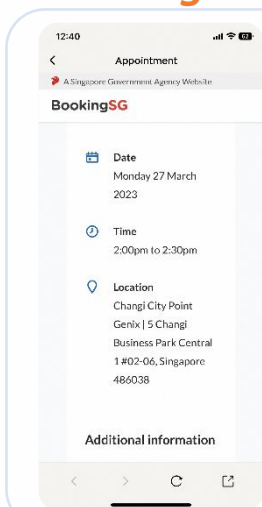 12:40
62
Appointment
A Singapore Government Agency Website
BookingSG
Date
Monday 27 March
2023
Time
2:00pm to 2:30pm
Location
Changi City Point
Genix | 5 Changi
Business Park Central
1 #02-06, Singapore
486038
Additional information